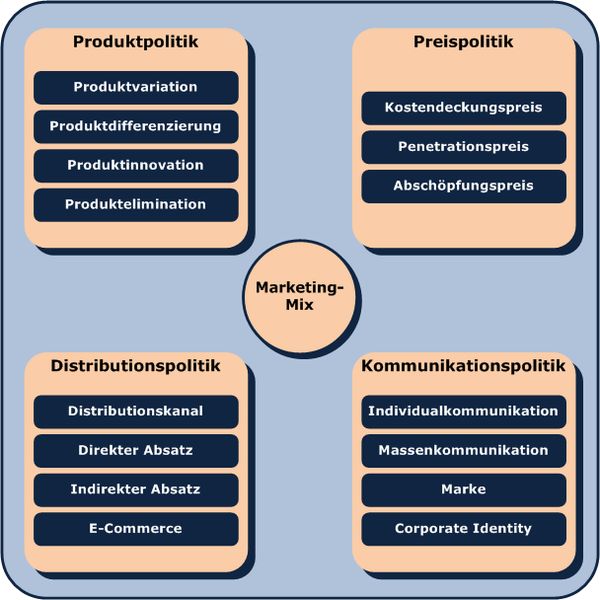 Produktpolitik
Produktvariation
Produktdifferenzierung
Produktinnovation
Produktelimination
Preispolitik
Kostendeckungspreis
Penetrationspreis
Abschöpfungspreis
Marketing-
Mix
Distributionspolitik
Distributionskanal
Direkter Absatz
Indirekter Absatz
E-Commerce
Kommunikationspolitik
Individualkommunikation
Massenkommunikation
Marke
Corporate Identity